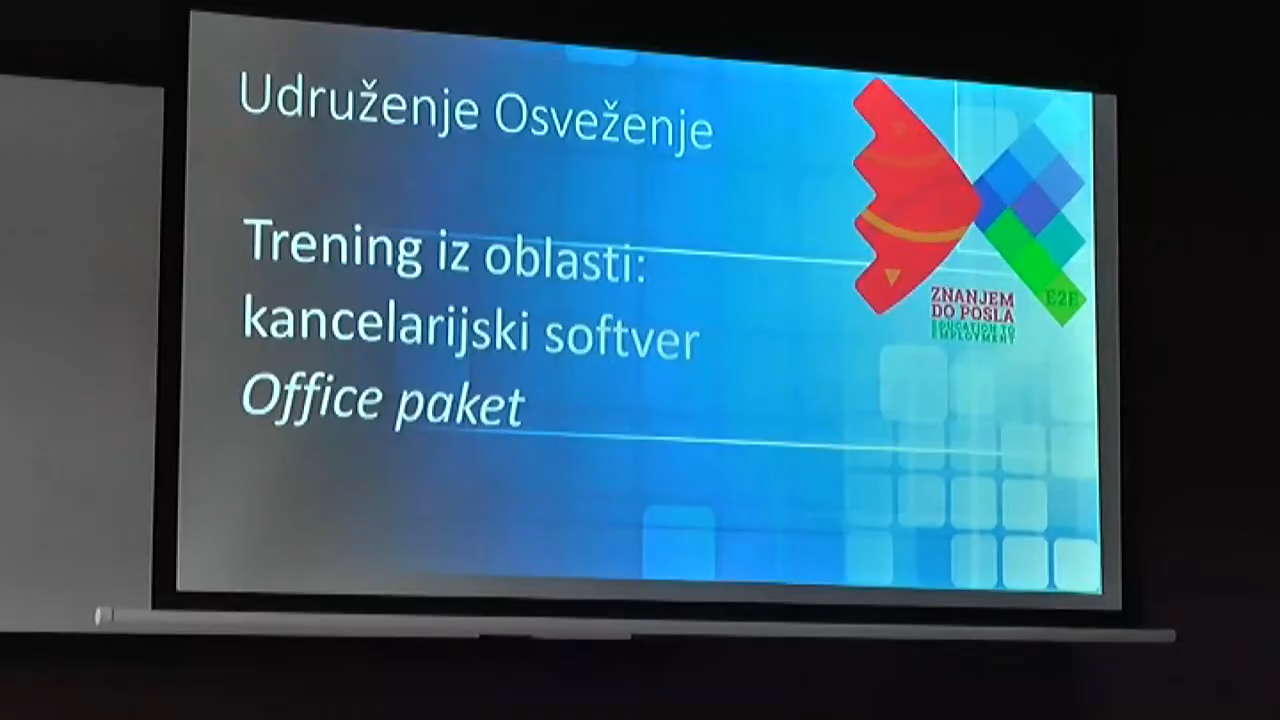 Udruženje Osveženje
Trening iz oblasti:
kancelarijski softver
Office paket
ZNANJEM
DO POSLA
EDUCATION TO
EMPLOYMENT
E2E